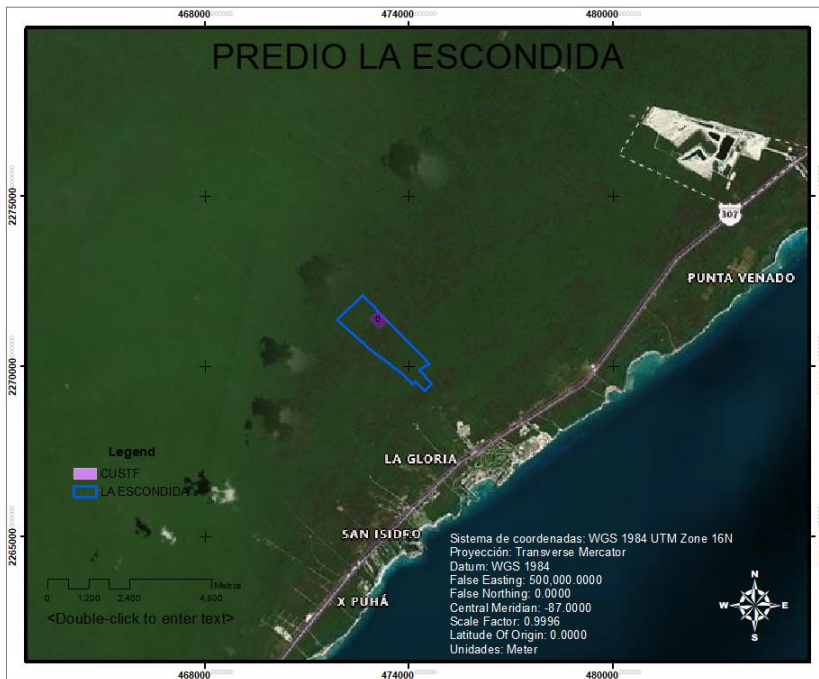 468000 474000 480000
PREDIO LA ESCONDIDA
2275000 2275000
307
PUNTA VENADO
2270000 2270000
Legend
CUSTF
LA ESCONDIDA
LA GLORIA
2265000 2265000
SAN ISIDRO
X PUHÁ
Metros
0 1,200 2,400 4,800
<Double-click to enter text>
Sistema de coordenadas: WGS 1984 UTM Zone 16N
Proyección: Transverse Mercator
Datum: WGS 1984
False Easting: 500,000.0000
False Northing: 0.0000
Central Meridian: -87.0000
Scale Factor: 0.9996
Latitude Of Origin: 0.0000
Unidades: Meter
N
W E
S
468000 474000 480000